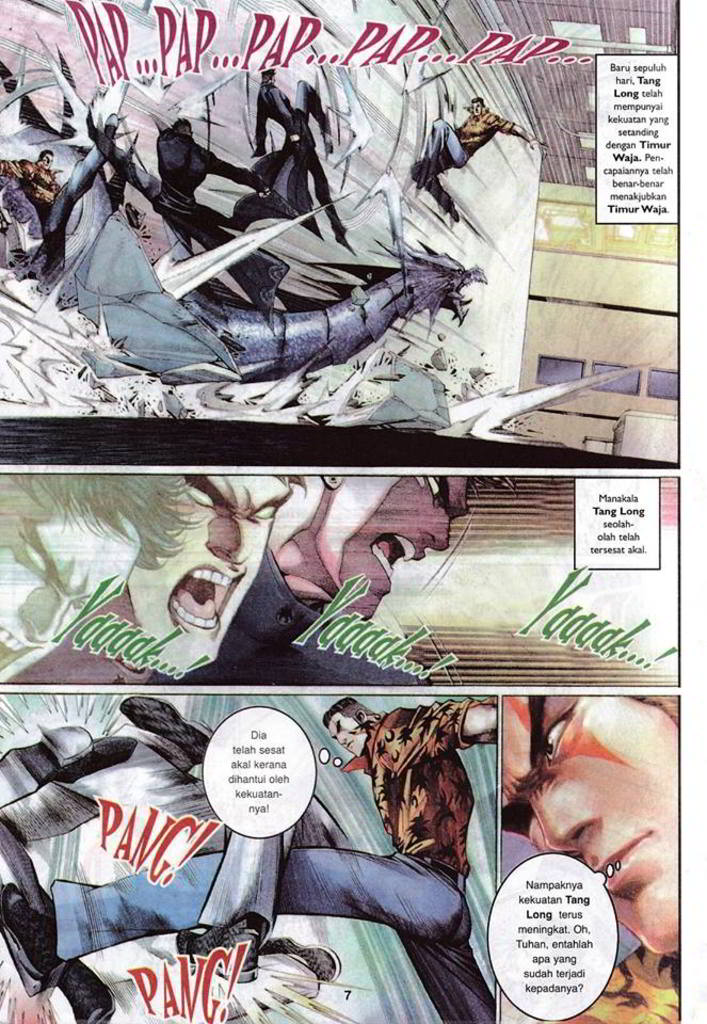 PAP...PAP...PAP...PAP...PAP...
Baru sepuluh
hari, Tang
Long telah
mempunyai
kekuatan yang
setanding
dengan Timur
Waja. Pen-
capaiannya telah
benar-benar
menakjubkan
Timur Waja.
Manakala
Tang Long
seolah-
olah telah
tersesat akal.
Yaaaak....! Yaaaak....! Yaaaak....!
Dia
telah sesat
akal kerana
dihantui oleh
kekuatan-
nya!
PANG!
PANG!
Nampaknya
kekuatan Tang
Long terus
meningkat. Oh,
Tuhan, entahlah
apa yang
sudah terjadi
kepadanya?
7